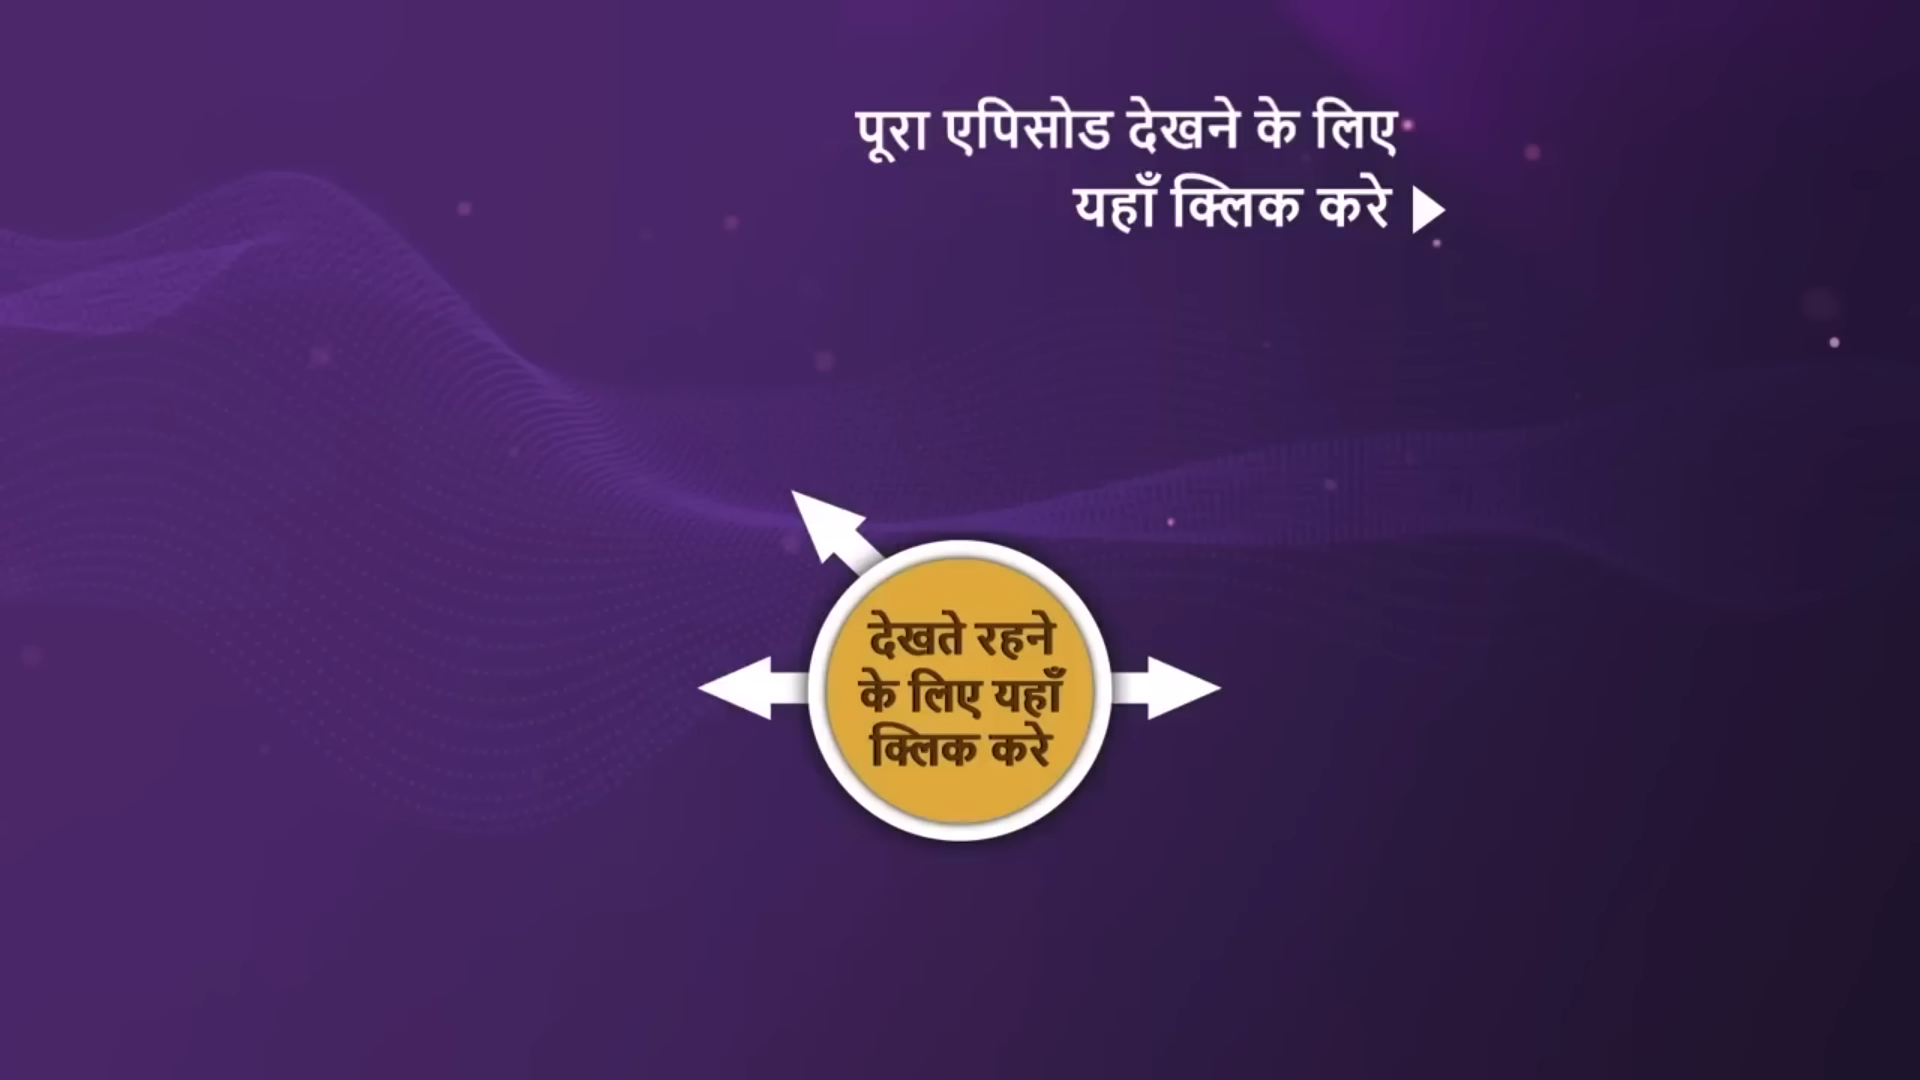 पूरा एपिसोड देखने के लिए
यहाँ क्लिक करे
देखते रहने
के लिए यहाँ
क्लिक करे